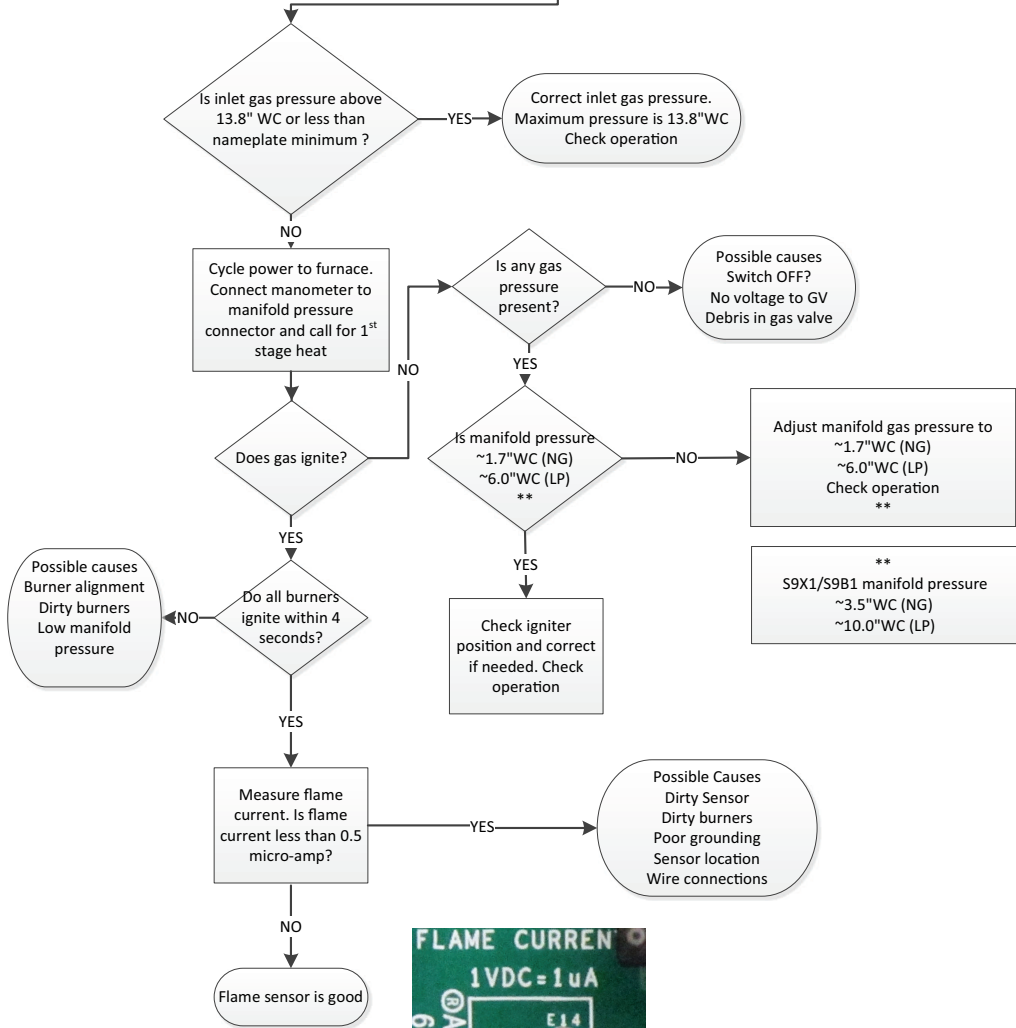 Is inlet gas pressure above
13.8" WC or less than
nameplate minimum ?
YES
Correct inlet gas pressure.
Maximum pressure is 13.8"WC
Check operation
NO
Cycle power to furnace.
Connect manometer to
manifold pressure
connector and call for 1st
stage heat
NO
Is any gas
pressure
present?
NO
Possible causes
Switch OFF?
No voltage to GV
Debris in gas valve
YES
Does gas ignite?
Is manifold pressure
~1.7"WC (NG)
~6.0"WC (LP)
**
NO
Adjust manifold gas pressure to
~1.7"WC (NG)
~6.0"WC (LP)
Check operation
**
YES
YES
Possible causes
Burner alignment
Dirty burners
Low manifold
pressure
NO
Do all burners
ignite within 4
seconds?
Check igniter
position and correct
if needed. Check
operation
**
S9X1/S9B1 manifold pressure
~3.5"WC (NG)
~10.0"WC (LP)
YES
Measure flame
current. Is flame
current less than 0.5
micro-amp?
YES
Possible Causes
Dirty Sensor
Dirty burners
Poor grounding
Sensor location
Wire connections
NO
Flame sensor is good
FLAME CURREN
1VDC=1uA
E14